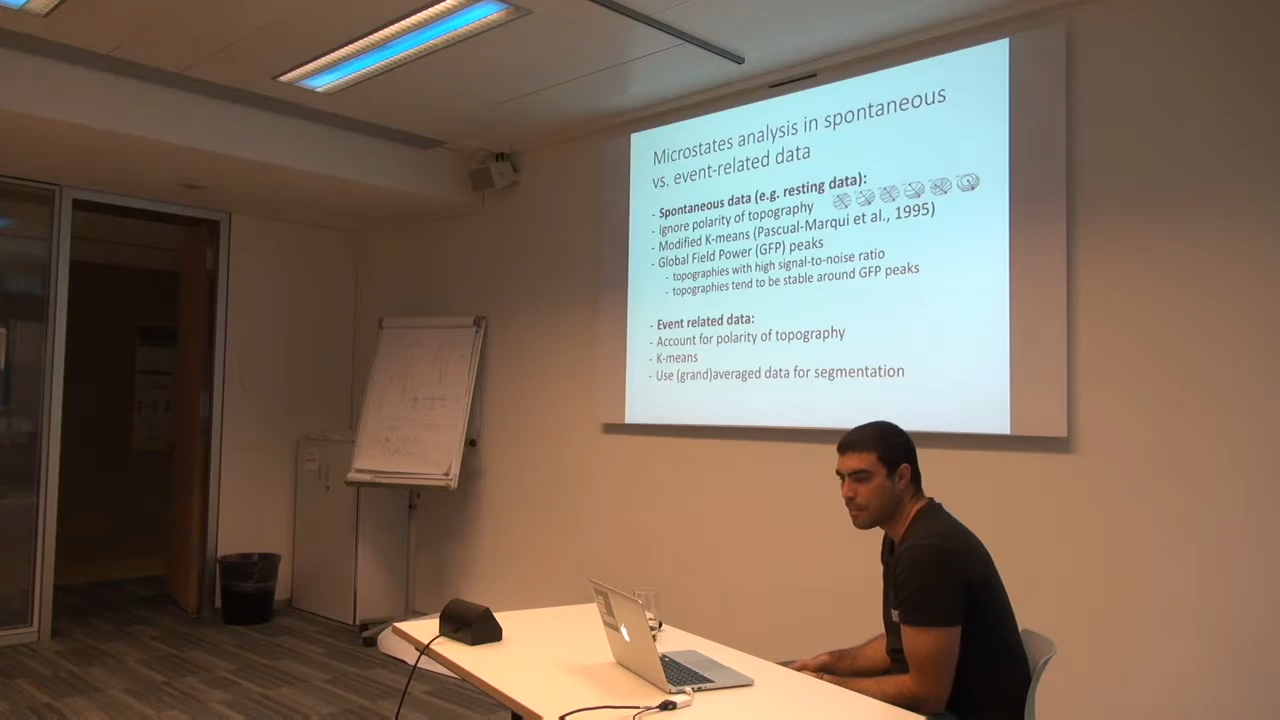 Microstates analysis in spontaneous
vs. event-related data
- Spontaneous data (e.g. resting data):
- Ignore polarity of topography
- Modified K-means (Pascual-Marqui et al., 1995)
- Global Field Power (GFP) peaks
- topographies with high signal-to-noise ratio
- topographies tend to be stable around GFP peaks
- Event related data:
- Account for polarity of topography
- K-means
- Use (grand)averaged data for segmentation